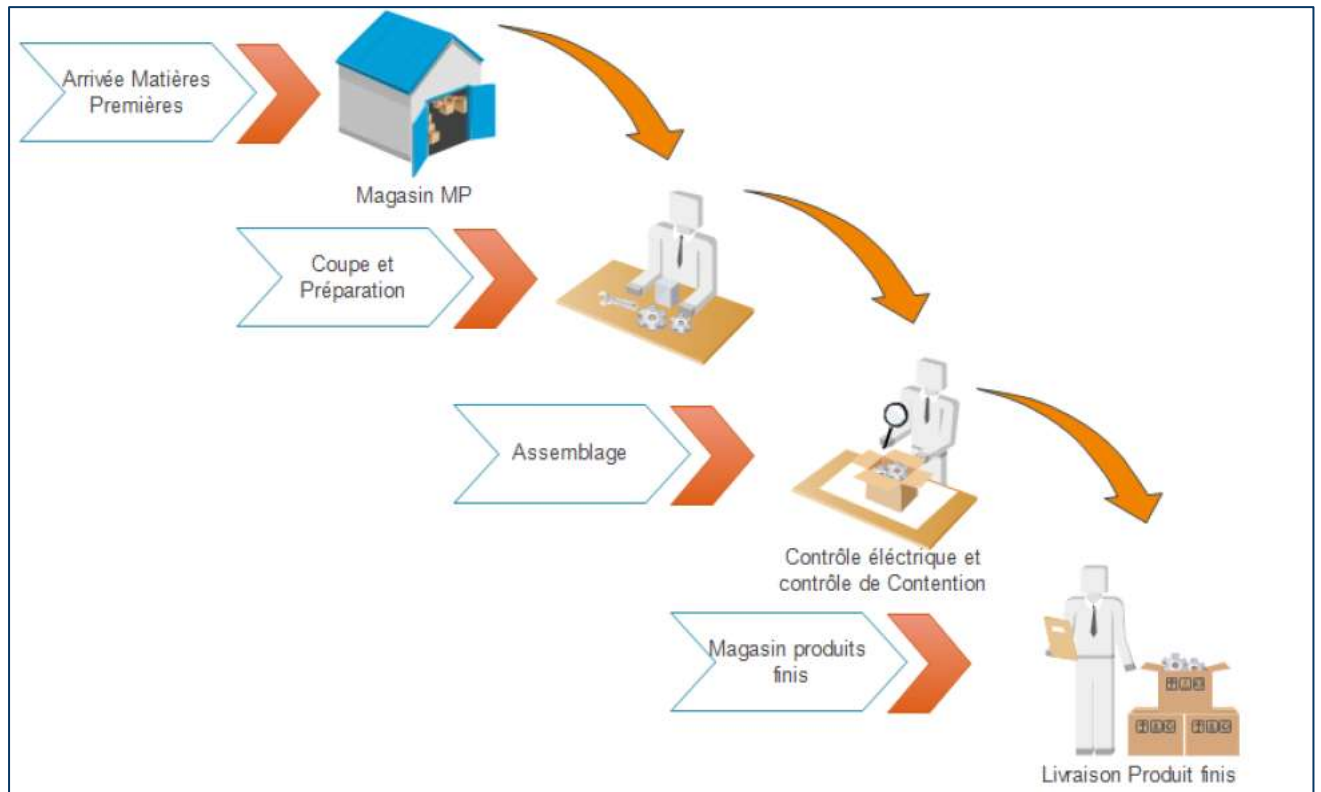 Arrivée Matières
Premières
Magasin MP
Coupe et
Préparation
Assemblage
Contrôle éléctrique et
contrôle de Contention
Magasin produits
finis
Livraison Produit finis